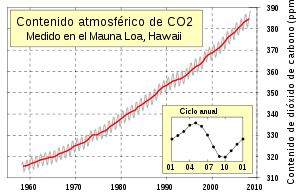 Contenido atmosférico de CO2
Medido en el Mauna Loa, Hawaii
390
380
370
360
350
340
330
320
310
Contenido de dióxido de carbono (ppm
Ciclo anual
01 04 07 10 01
1960 1970 1980 1990 2000 2010